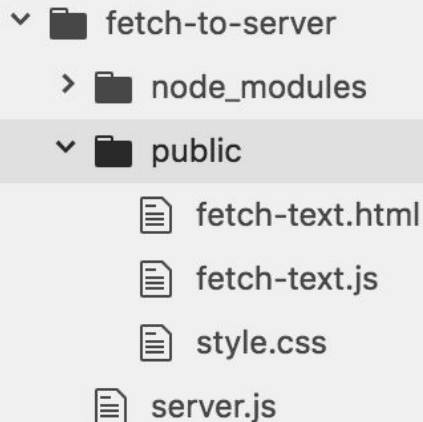 fetch-to-server
node_modules
public
fetch-text.html
fetch-text.js
style.css
server.js